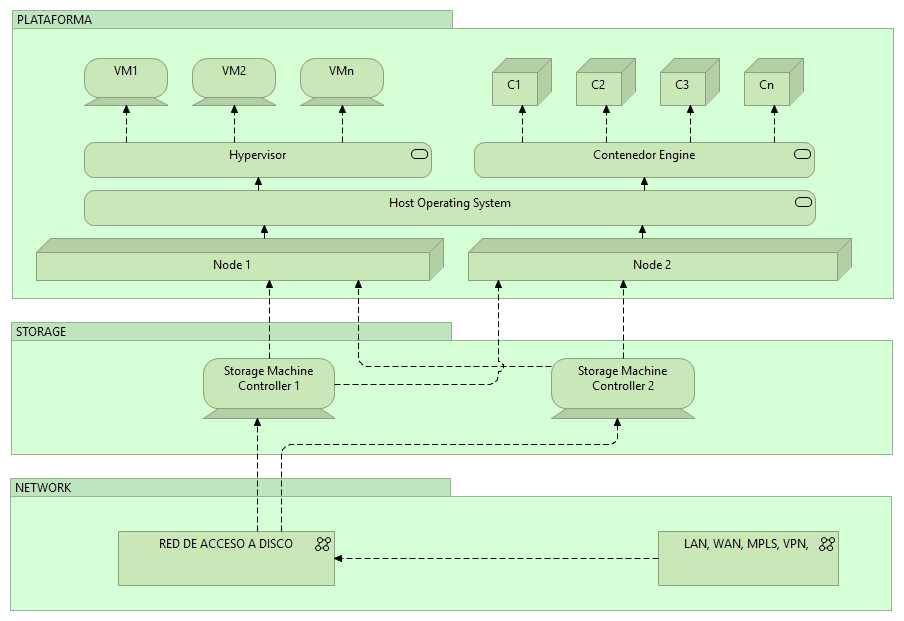 PLATAFORMA
VM1
VM2
VMn
C1
C2
C3
Cn
Hypervisor
Contenedor Engine
Host Operating System
Node 1
Node 2
STORAGE
Storage Machine
Controller 1
Storage Machine
Controller 2
NETWORK
RED DE ACCESO A DISCO
LAN, WAN, MPLS, VPN,